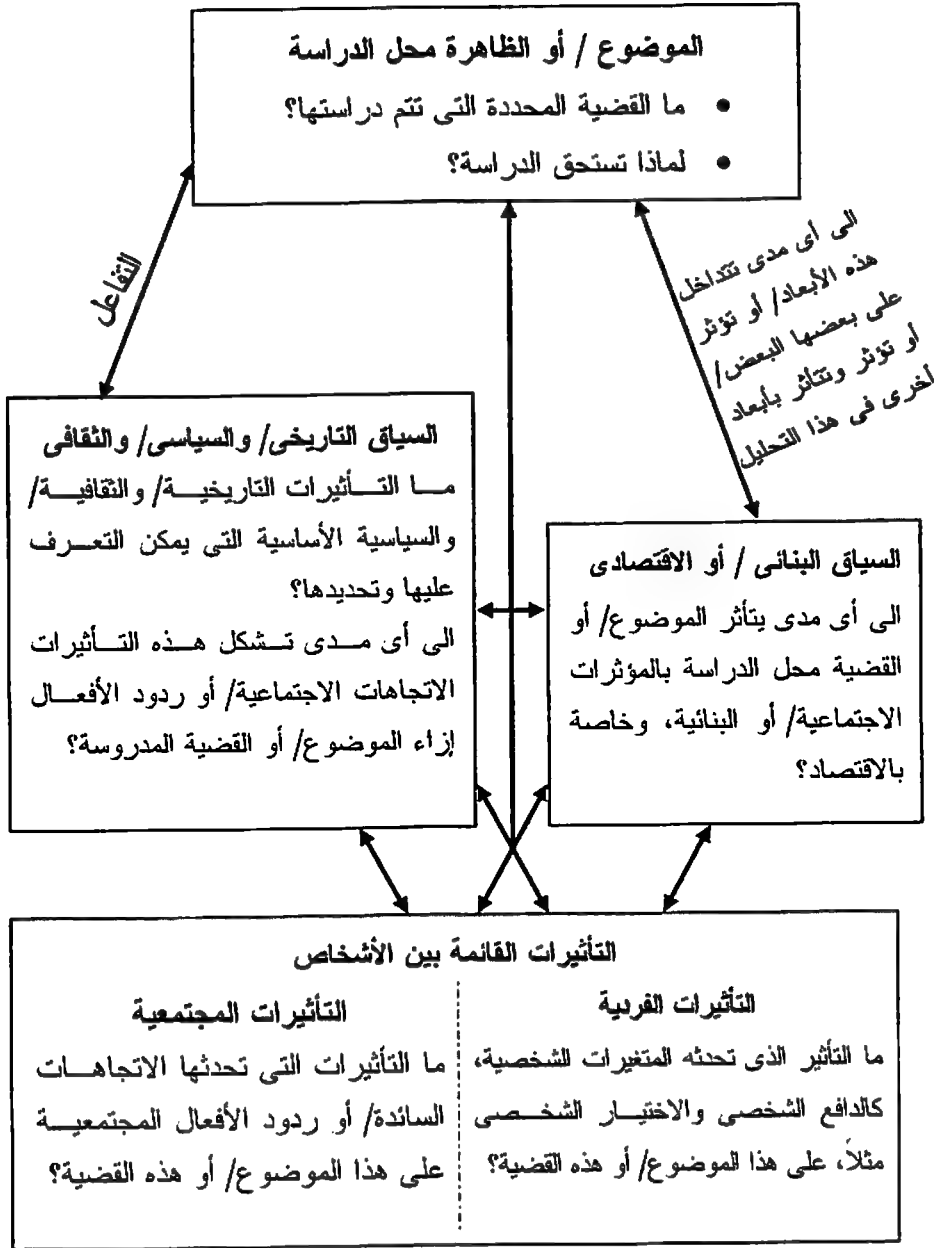 الموضوع / أو الظاهرة محل الدراسة
• ما القضية المحددة التى تتم دراستها؟
• لماذا تستحق الدراسة؟
الى أى مدى تتداخل
هذه الأبعاد/ أو تؤثر
على بعضها البعض/
أو تؤثر وتتأثر بأبعاد
أخرى فى هذا التحليل
التفاعل
السياق البنائى / أو الاقتصادى
الى أى مدى يتأثر الموضوع/ أو
القضية محل الدراسة بالمؤثرات
الاجتماعية/ أو البنائية، وخاصة
بالاقتصاد؟
السياق التاريخى/ والسياسى/ والثقافى
ما التأثيرات التاريخية/ والثقافية/
والسياسية الأساسية التى يمكن التعرف
عليها وتحديدها؟
الى أى مدى تشكل هذه التأثيرات
الاتجاهات الاجتماعية/ أو ردود الأفعال
إزاء الموضوع/ أو القضية المدروسة؟
التأثيرات القائمة بين الأشخاص
التأثيرات الفردية
ما التأثير الذى تحدثه المتغيرات الشخصية،
كالدافع الشخصى والاختيار الشخصى
مثلاً، على هذا الموضوع/ أو هذه القضية؟
التأثيرات المجتمعية
ما التأثيرات التى تحدثها الاتجاهات
السائدة/ أو ردود الأفعال المجتمعية
على هذا الموضوع/ أو هذه القضية؟